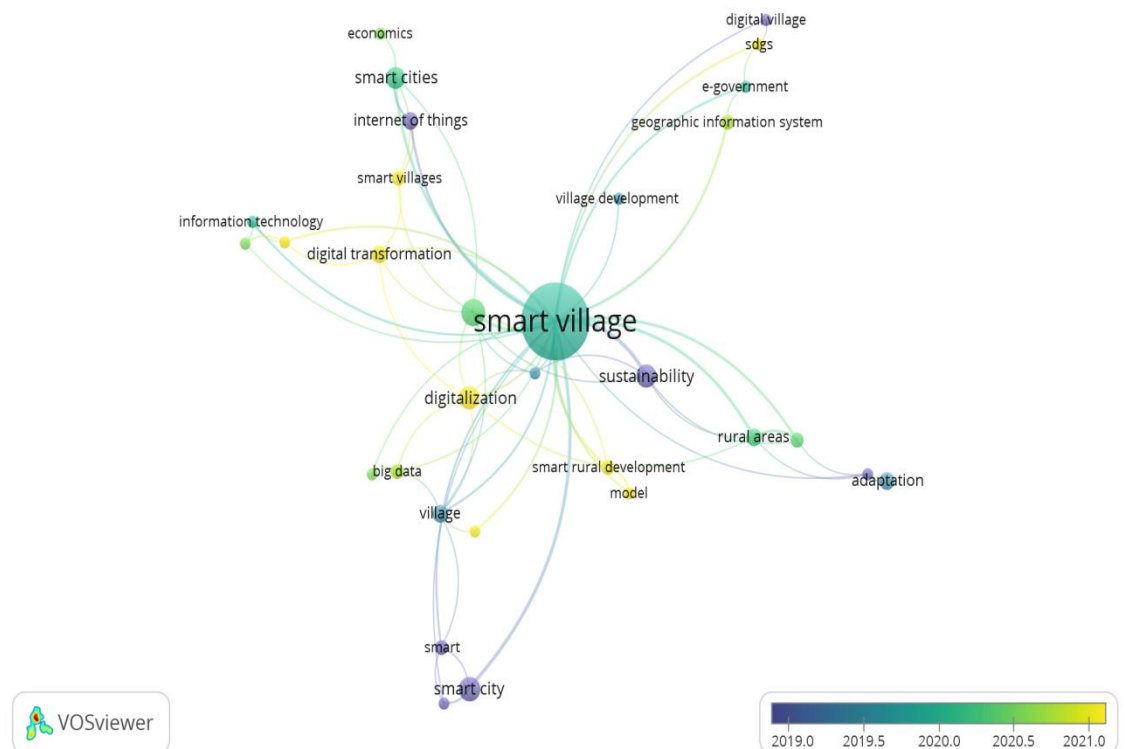 digital village
economics
sdgs
smart cities
e-government
internet of things
geographic information system
smart villages
village development
information technology
digital transformation
smart village
sustainability
digitalization
rural areas
big data
smart rural development
adaptation
model
village
smart
smart city
VOSviewer
2019.0 2019.5 2020.0 2020.5 2021.0